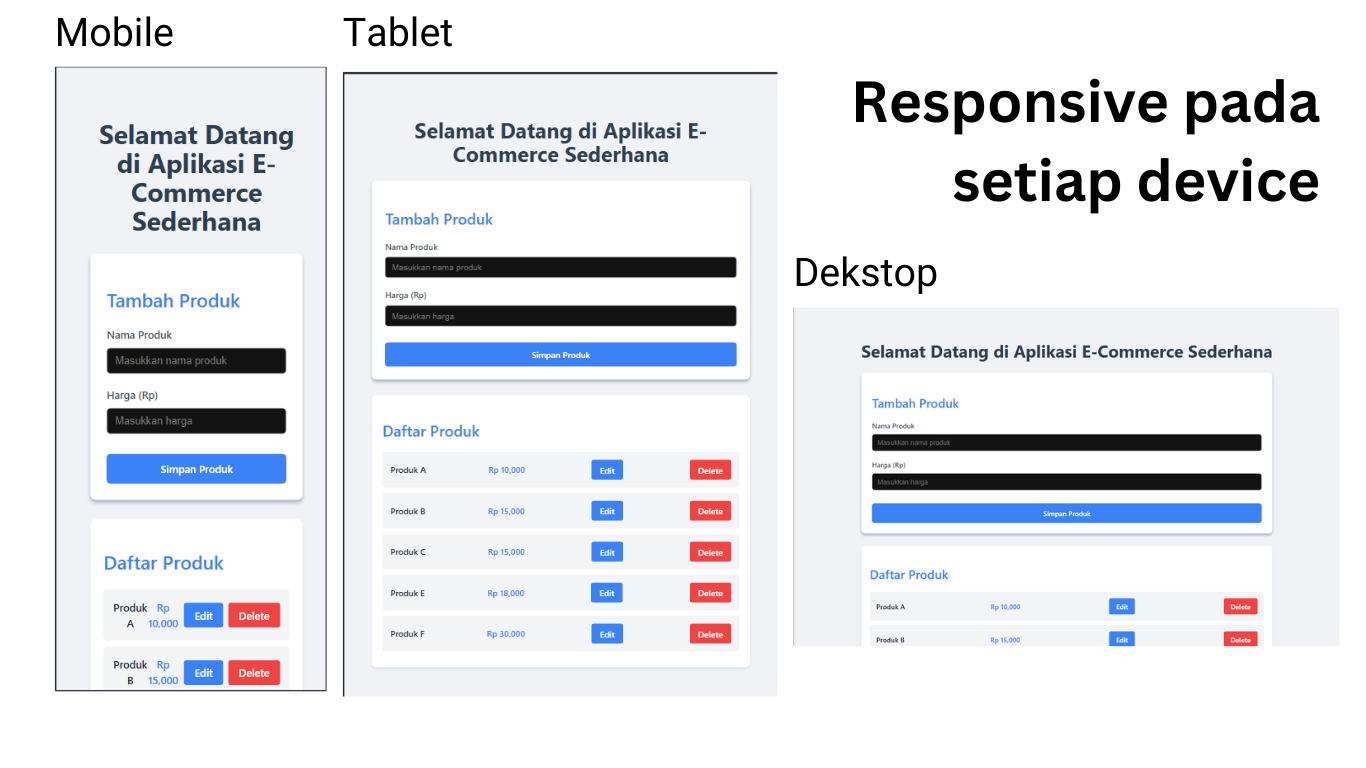 Mobile
Selamat Datang
di Aplikasi E-
Commerce
Sederhana
Tambah Produk
Nama Produk
Masukkan nama produk
Harga (Rp)
Masukkan harga
Simpan Produk
Daftar Produk
Produk A Rp 10,000 Edit Delete
Produk B Rp 15,000 Edit Delete
Tablet
Selamat Datang di Aplikasi E-
Commerce Sederhana
Tambah Produk
Nama Produk
Masukkan nama produk
Harga (Rp)
Masukkan harga
Simpan Produk
Daftar Produk
Produk A Rp 10,000 Edit Delete
Produk B Rp 15,000 Edit Delete
Produk C Rp 15,000 Edit Delete
Produk E Rp 18,000 Edit Delete
Produk F Rp 30,000 Edit Delete
Responsive pada
setiap device
Dekstop
Selamat Datang di Aplikasi E-Commerce Sederhana
Tambah Produk
Nama Produk
Masukkan nama produk
Harga (Rp)
Masukkan harga
Simpan Produk
Daftar Produk
Produk A Rp 10,000 Edit Delete
Produk B Rp 15,000 Edit Delete